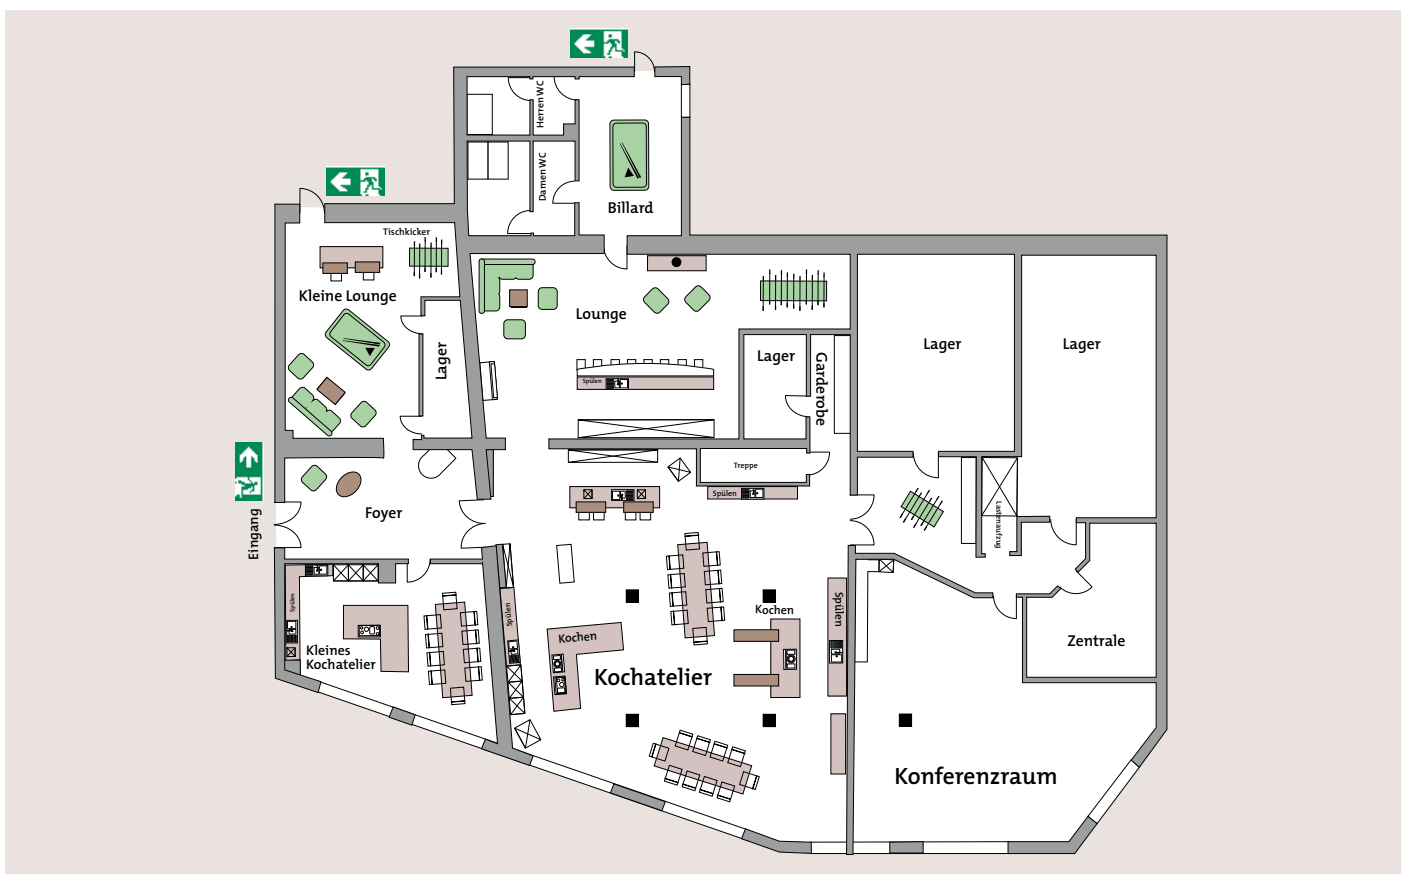 Herren WC
Damen WC
Billard
Tischkicker
Kleine Lounge
Lager
Lounge
Spülen
Lager
Garderobe
Lager
Lager
Treppe
Spülen
Eingang
Foyer
Lastenaufzug
Spülen
Kleines
Kochatelier
Spülen
Kochen
Kochatelier
Kochen
Spülen
Zentrale
Konferenzraum